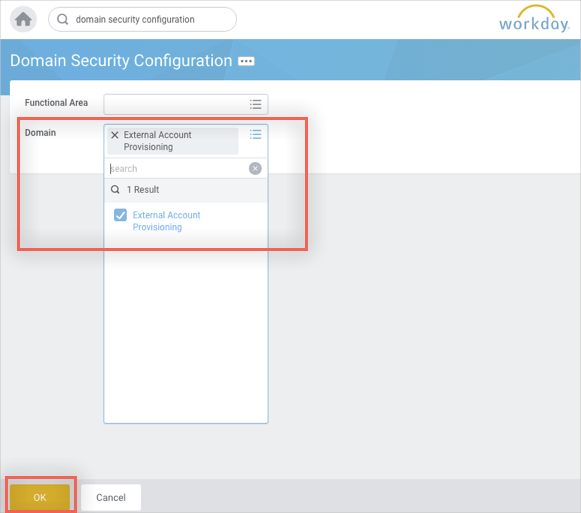 domain security configuration
workday.
Domain Security Configuration
Functional Area
Domain
External Account
Provisioning
search
1 Result
External Account
Provisioning
OK
Cancel